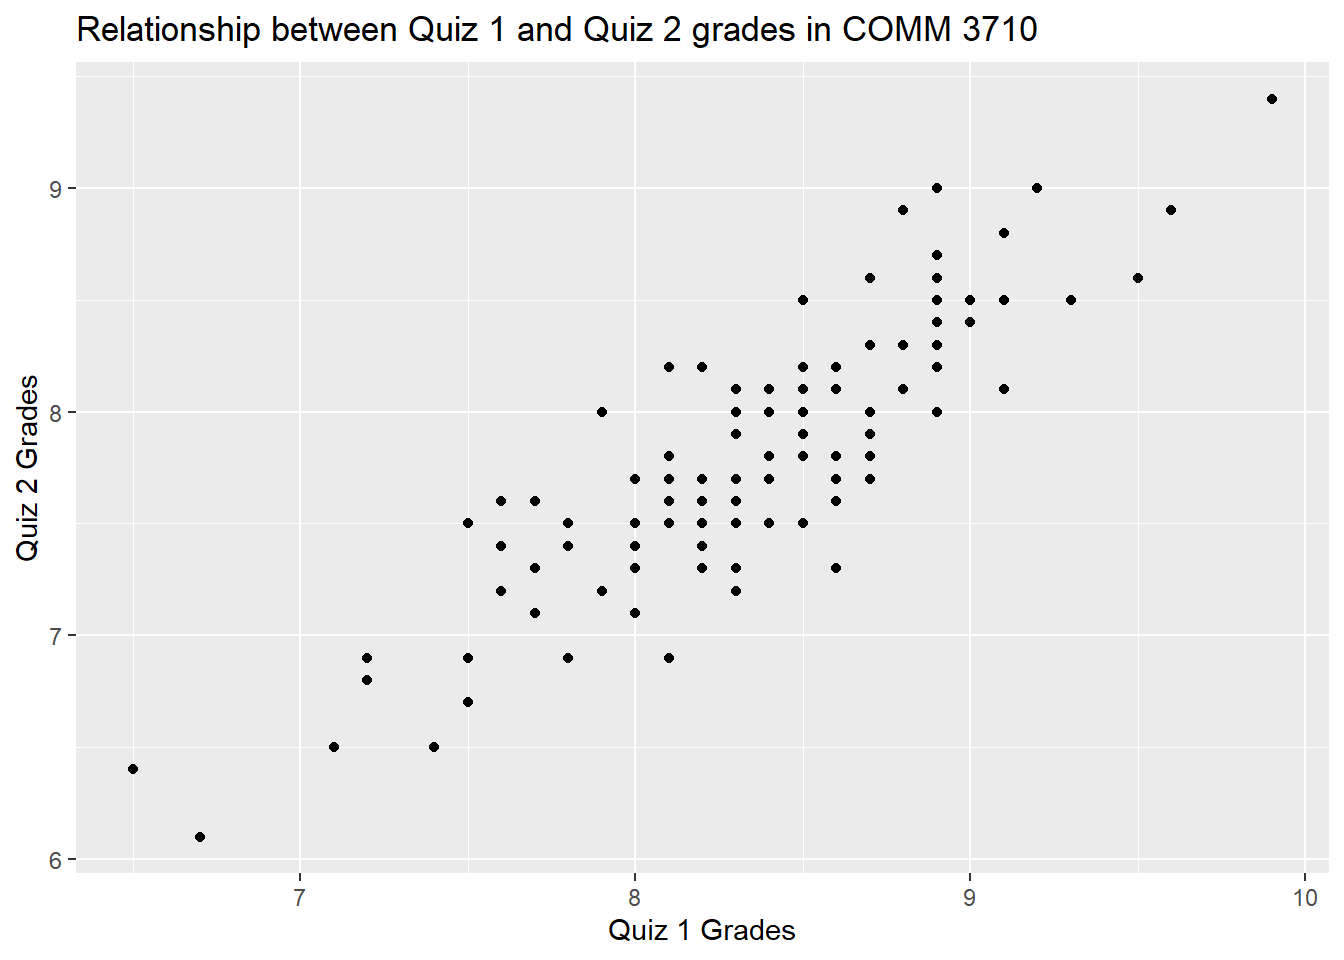 Relationship between Quiz 1 and Quiz 2 grades in COMM 3710
Quiz 2 Grades
9
8
7
6
7 8 9 10
Quiz 1 Grades